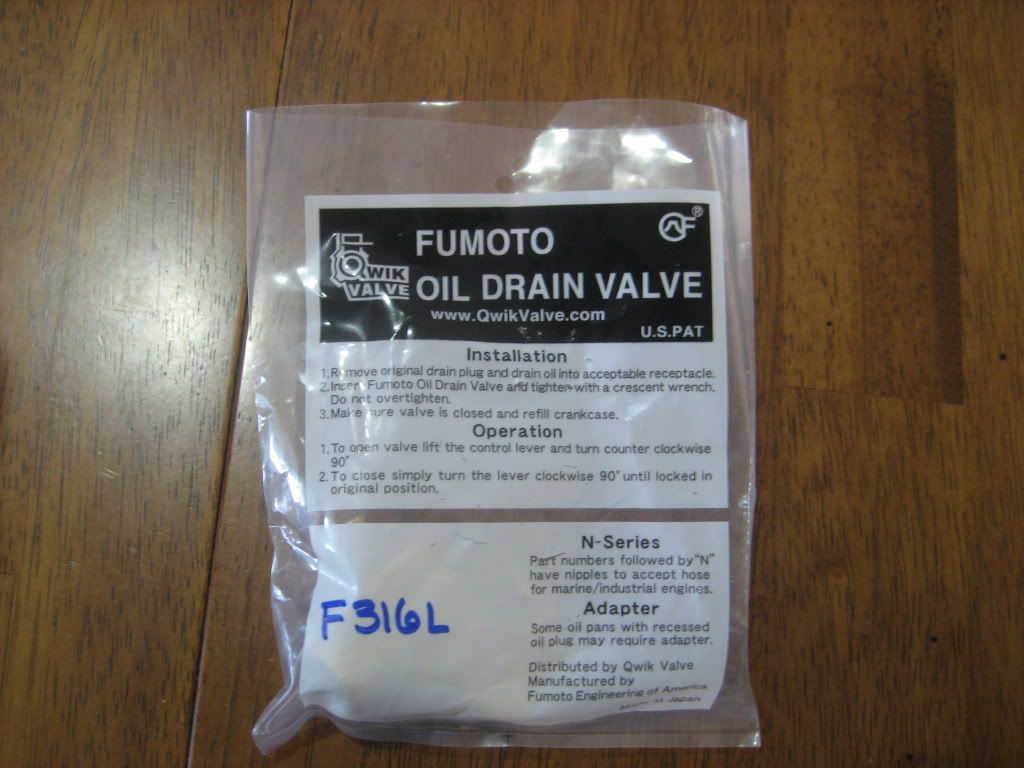 QWIK
VALVE
FUMOTO
OIL DRAIN VALVE
www.QwikValve.com
AF®
U.S.PAT
Installation
1. Remove original drain plug and drain oil into acceptable receptacle.
2. Insert Fumoto Oil Drain Valve and tighten with a crescent wrench.
Do not overtighten.
3. Make sure valve is closed and refill crankcase.
Operation
1. To open valve lift the control lever and turn counter clockwise
90°
2. To close simply turn the lever clockwise 90° until locked in
original position.
F316L
N-Series
Part numbers followed by "N"
have nipples to accept hose
for marine/industrial engines.
Adapter
Some oil pans with recessed
oil plug may require adapter.
Distributed by Qwik Valve
Manufactured by
Fumoto Engineering of America
Made in Japan